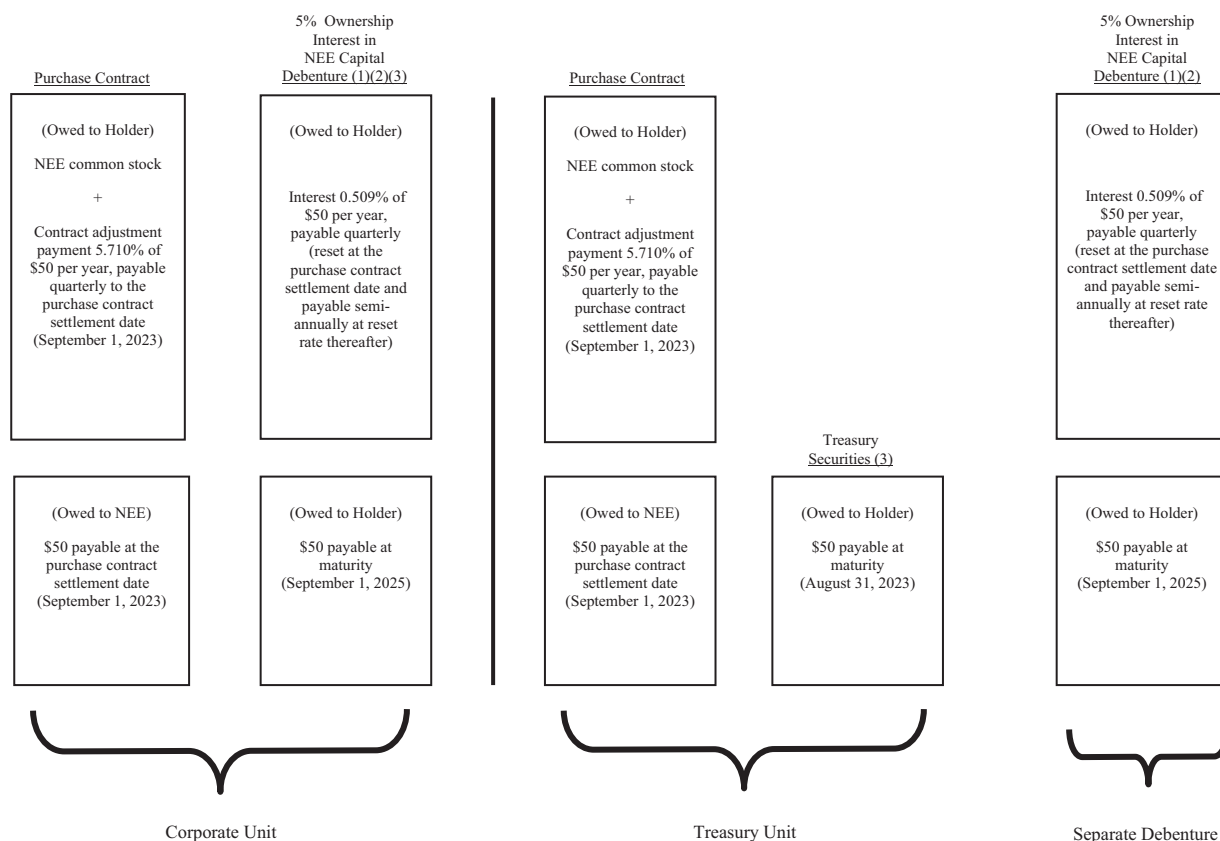 Purchase Contract
5% Ownership
Interest in
NEE Capital
Debenture (1)(2)(3)
(Owed to Holder)
NEE common stock
+
Contract adjustment
payment 5.710% of
$50 per year, payable
quarterly to the
purchase contract
settlement date
(September 1, 2023)
(Owed to Holder)
Interest 0.509% of
$50 per year,
payable quarterly
(reset at the
purchase contract
settlement date and
payable semi-
annually at reset
rate thereafter)
(Owed to NEE)
$50 payable at the
purchase contract
settlement date
(September 1, 2023)
(Owed to Holder)
$50 payable at
maturity
(September 1, 2025)
Corporate Unit
Purchase Contract
(Owed to Holder)
NEE common stock
+
Contract adjustment
payment 5.710% of
$50 per year, payable
quarterly to the
purchase contract
settlement date
(September 1, 2023)
Treasury
Securities (3)
(Owed to NEE)
$50 payable at the
purchase contract
settlement date
(September 1, 2023)
(Owed to Holder)
$50 payable at
maturity
(August 31, 2023)
Treasury Unit
5% Ownership
Interest in
NEE Capital
Debenture (1)(2)
(Owed to Holder)
Interest 0.509% of
$50 per year,
payable quarterly
(reset at the purchase
contract settlement date
and payable semi-
annually at reset rate
thereafter)
(Owed to Holder)
$50 payable at
maturity
(September 1, 2025)
Separate Debenture